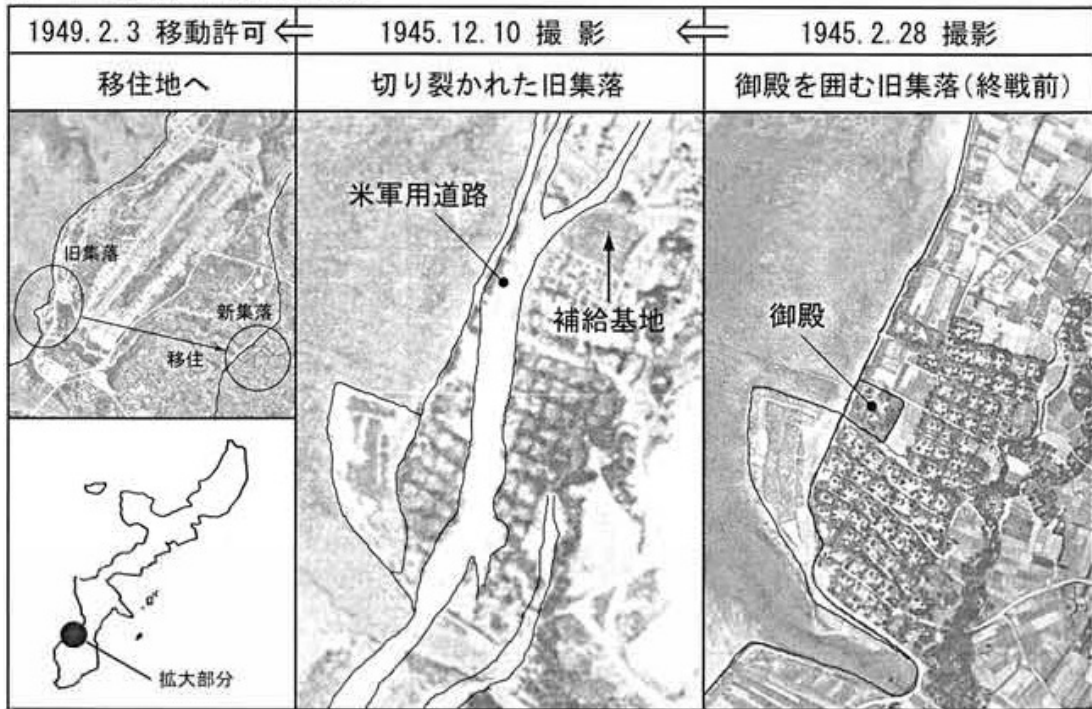 1949.2.3 移動許可 ⇐ 1945.12.10 撮 影 ⇐ 1945.2.28 撮影
移住地へ
切り裂かれた旧集落
御殿を囲む旧集落(終戦前)
旧集落
新集落
移住
拡大部分
米軍用道路
補給基地
御殿